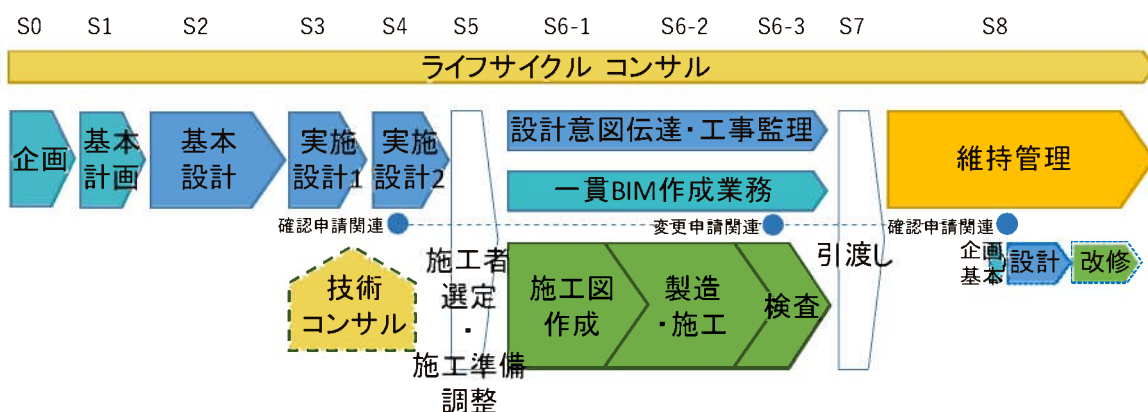 S0 S1 S2 S3 S4 S5 S6-1 S6-2 S6-3 S7 S8
ライフサイクル コンサル
企画
基本
計画
基本
設計
実施
設計1
実施
設計2
設計意図伝達・工事監理
一貫BIM作成業務
維持管理
確認申請関連
変更申請関連
確認申請関連
技術
コンサル
施工者
選定
・
施工準備
調整
施工図
作成
製造
・施工
検査
引渡し
企画
基本
設計
改修